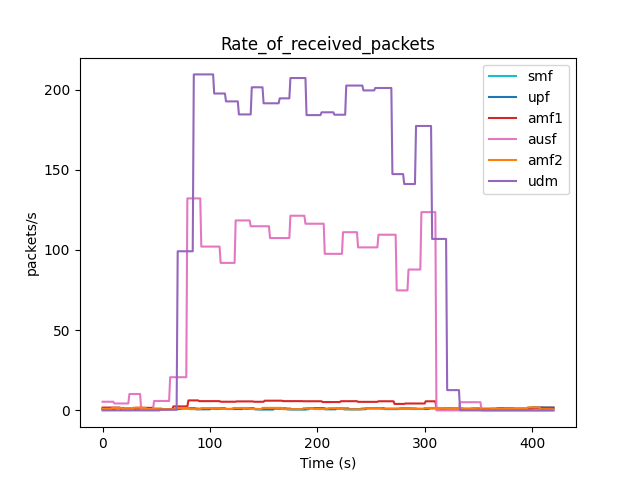 Rate_of_received_packets
packets/s
200
150
100
50
0
0 100 200 300 400
Time (s)
smf
upf
amf1
ausf
amf2
udm